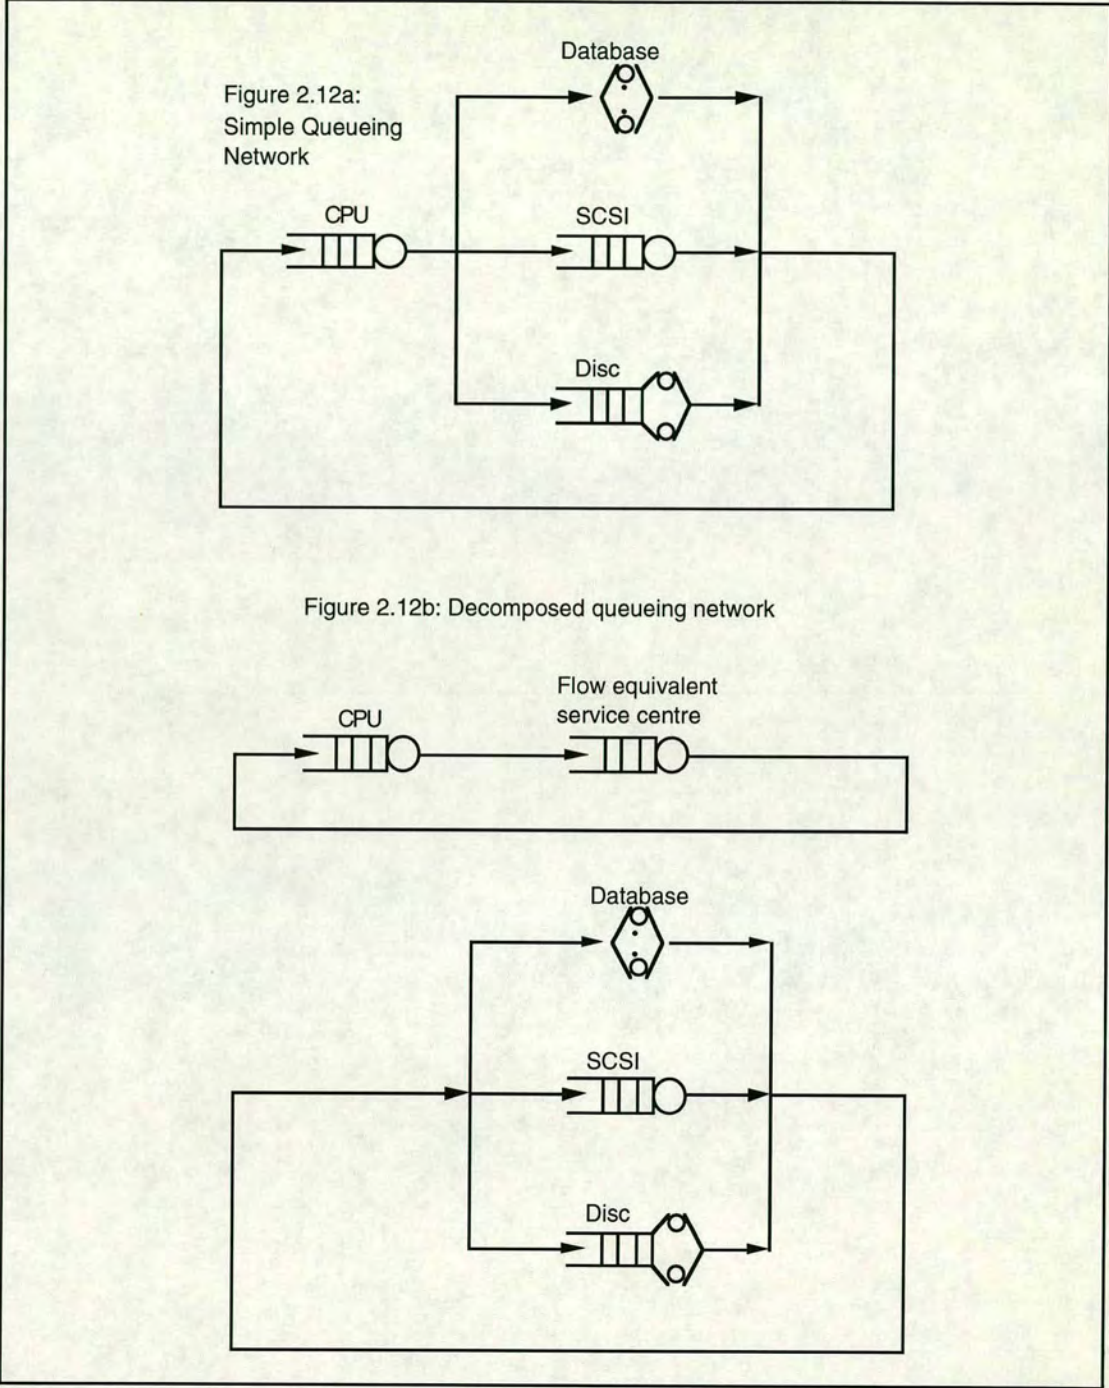 Database
Figure 2.12a:
Simple Queueing
Network
CPU
SCSI
Disc
Figure 2.12b: Decomposed queueing network
Flow equivalent
service centre
CPU
Database
SCSI
Disc